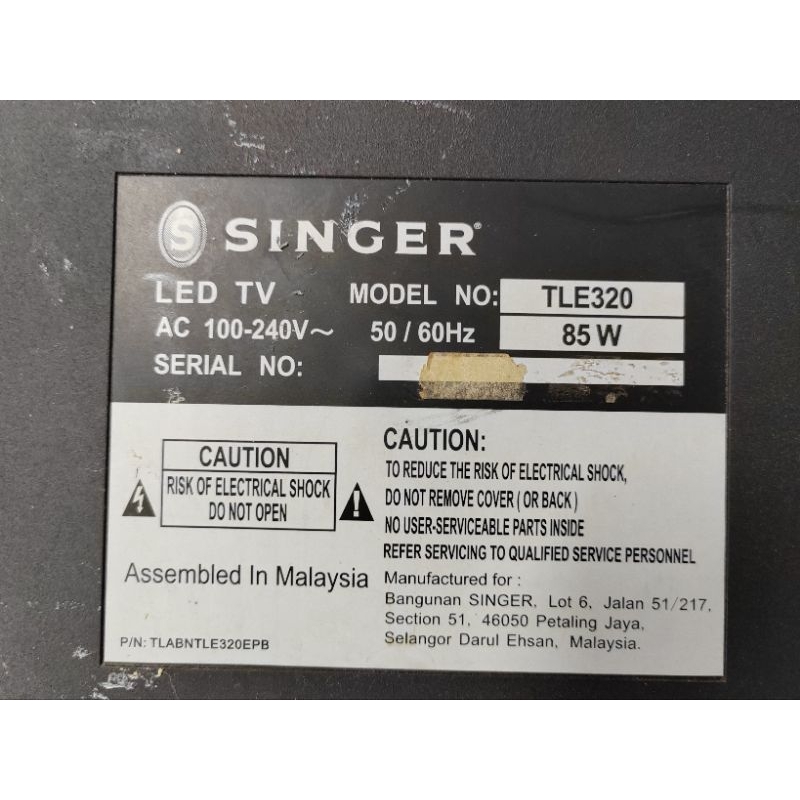 S SINGER®
LED TV MODEL NO: TLE320
AC 100-240V~ 50 / 60Hz 85 W
SERIAL NO:
CAUTION
RISK OF ELECTRICAL SHOCK
DO NOT OPEN
CAUTION:
TO REDUCE THE RISK OF ELECTRICAL SHOCK,
DO NOT REMOVE COVER ( OR BACK )
NO USER-SERVICEABLE PARTS INSIDE
REFER SERVICING TO QUALIFIED SERVICE PERSONNEL
Assembled In Malaysia
Manufactured for :
Bangunan SINGER, Lot 6, Jalan 51/217,
Section 51, 46050 Petaling Jaya,
Selangor Darul Ehsan, Malaysia.
P/N: TLABNTLE320EPB